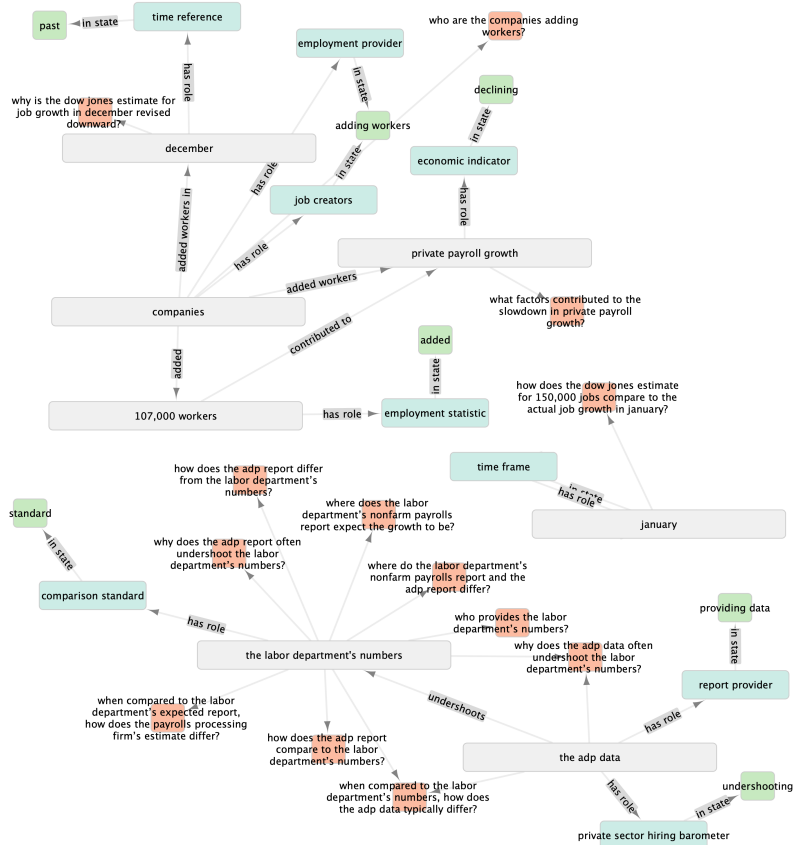 time reference
in state
past
who are the companies adding
workers?
employment provider
in state
declining
has role
why is the dow jones estimate for
job growth in december revised
downward?
adding workers
december
in state
in state
economic indicator
has role
job creators
has role
added workers in
has role
private payroll growth
added workers
companies
what factors contributed to the
slowdown in private payroll
growth?
contributed to
added
added
in state
how does the dow jones estimate
for 150,000 jobs compare to the
actual job growth in january?
107,000 workers
has role
employment statistic
how does the adp report differ
from the labor department's
numbers?
time frame
in state
has role
where does the labor
department's nonfarm payrolls
report expect the growth to be?
january
standard
why does the adp report often
undershoot the labor
department's numbers?
in state
where do the labor department's
nonfarm payrolls report and the
adp report differ?
comparison standard
providing data
has role
who provides the labor
department's numbers?
in state
the labor department's numbers
why does the adp data often
undershoot the labor
department's numbers?
report provider
when compared to the labor
department's expected report,
how does the payrolls processing
firm's estimate differ?
undershoots
has role
how does the adp report
compare to the labor
department's numbers?
the adp data
when compared to the labor
department's numbers, how does
the adp data typically differ?
has role
undershooting
in state
private sector hiring barometer